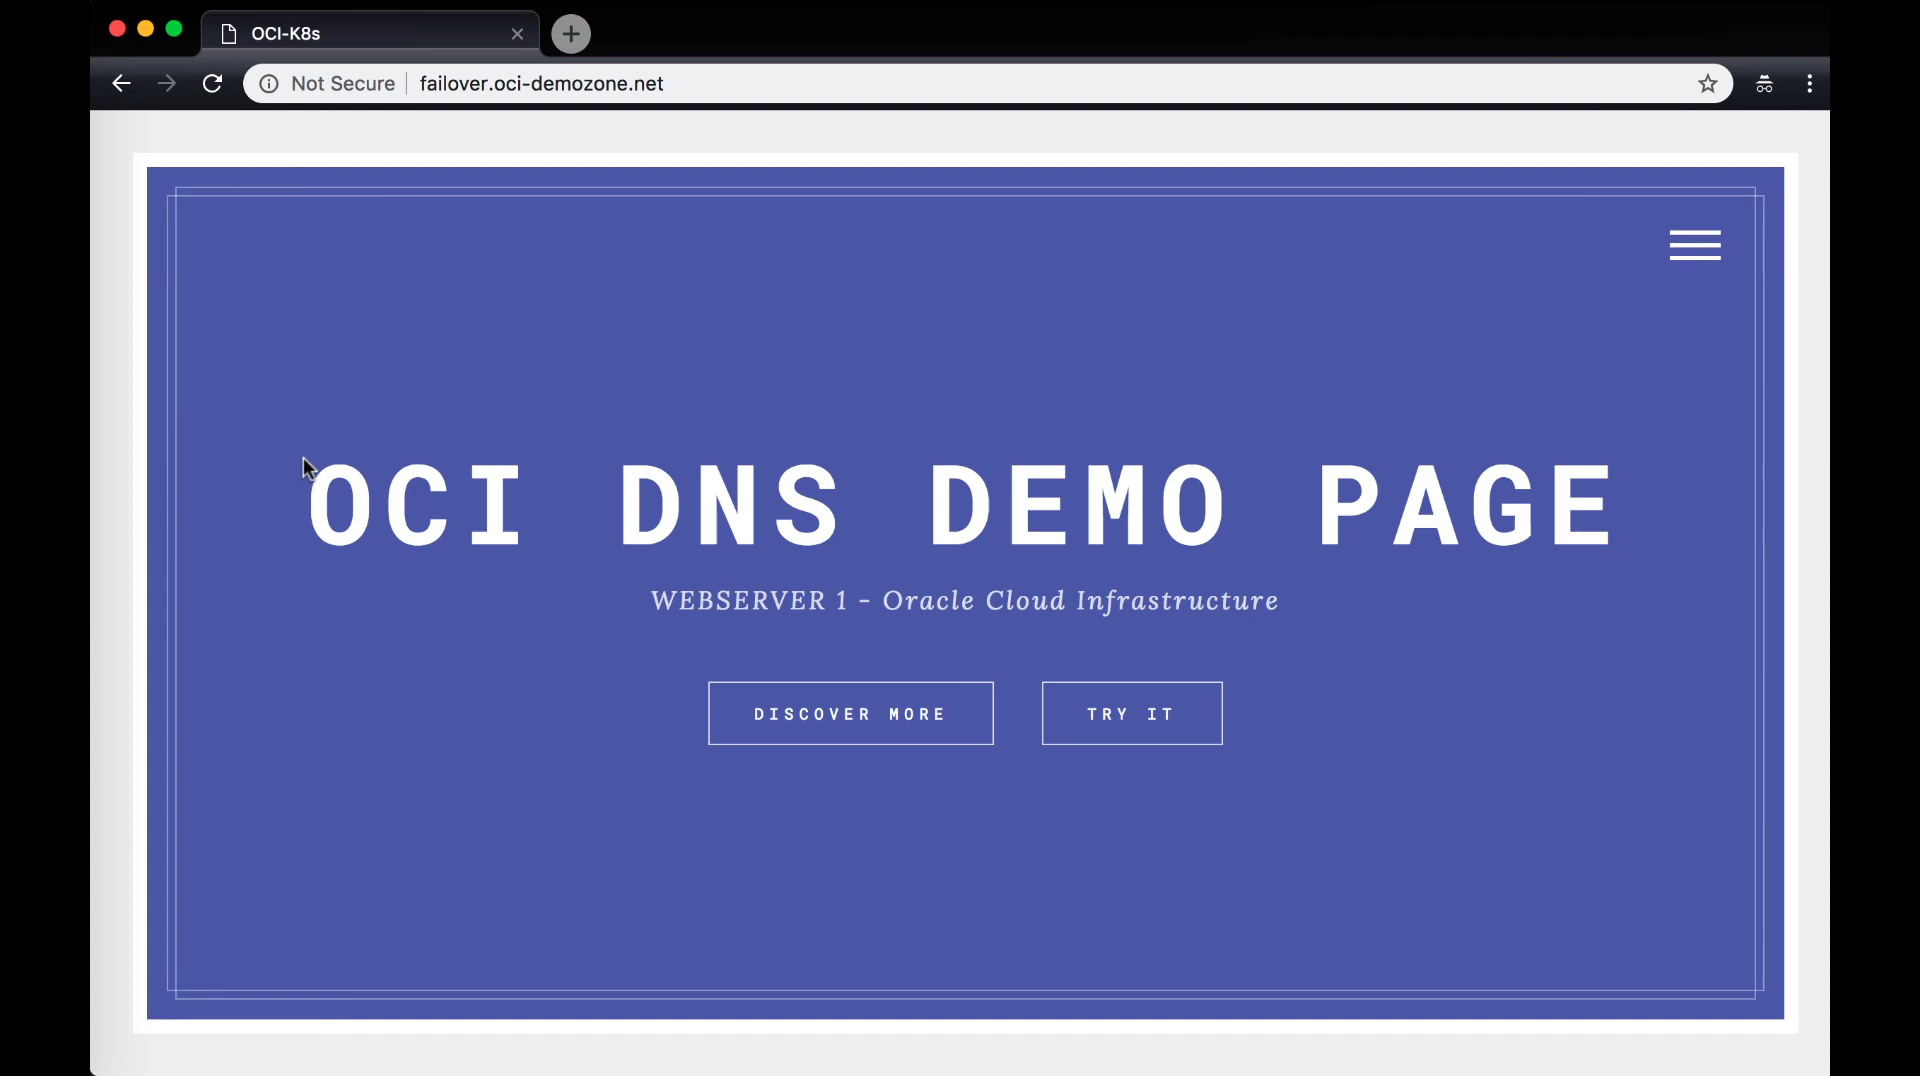 OCI-K8s
Not Secure failover.oci-demozone.net
OCI DNS DEMO PAGE
WEBSERVER 1 - Oracle Cloud Infrastructure
DISCOVER MORE TRY IT